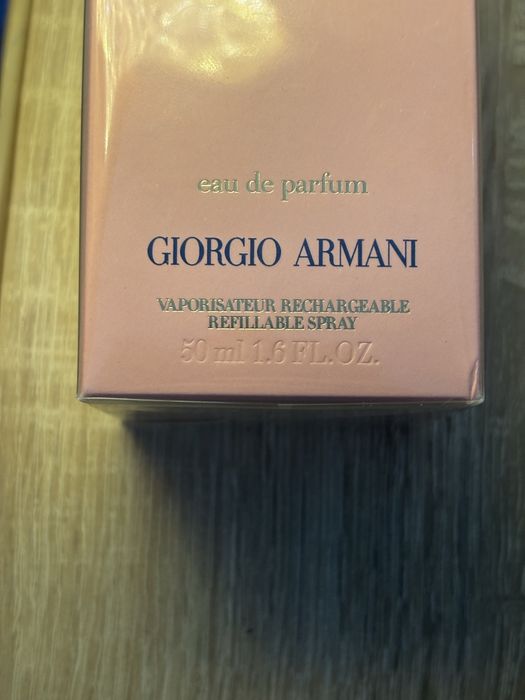 eau de parfum
GIORGIO ARMANI
VAPORISATEUR RECHARGEABLE
REFILLABLE SPRAY
50 ml 1.6 FL.OZ.